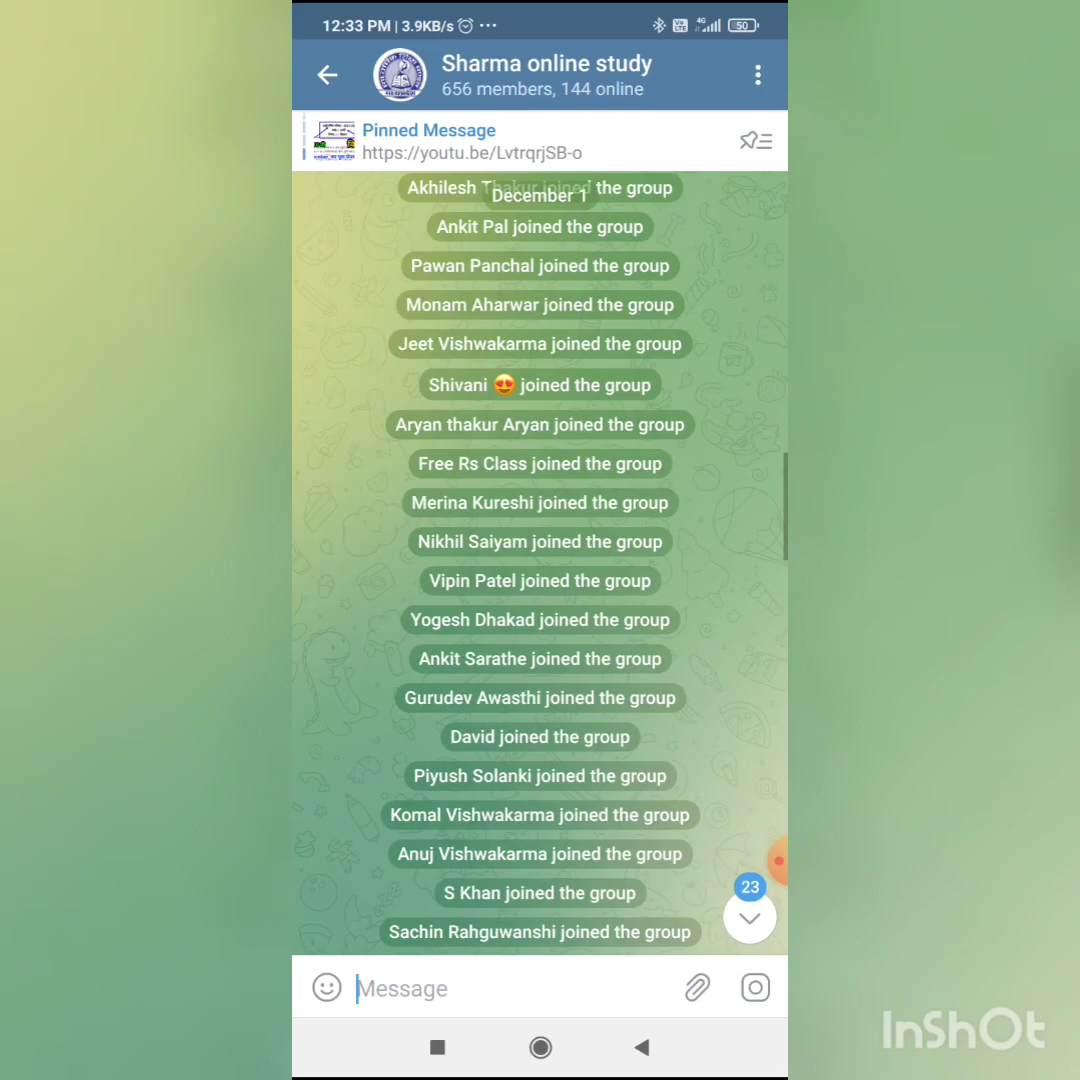 12:33 PM | 3.9KB/s
50
Sharma online study
656 members, 144 online
Pinned Message
https://youtu.be/LvtrqrjSB-o
Akhilesh Thakur joined the group
December 1
Ankit Pal joined the group
Pawan Panchal joined the group
Monam Aharwar joined the group
Jeet Vishwakarma joined the group
Shivani 😍 joined the group
Aryan thakur Aryan joined the group
Free Rs Class joined the group
Merina Kureshi joined the group
Nikhil Saiyam joined the group
Vipin Patel joined the group
Yogesh Dhakad joined the group
Ankit Sarathe joined the group
Gurudev Awasthi joined the group
David joined the group
Piyush Solanki joined the group
Komal Vishwakarma joined the group
Anuj Vishwakarma joined the group
S Khan joined the group
23
Sachin Rahguwanshi joined the group
Message
InShOt